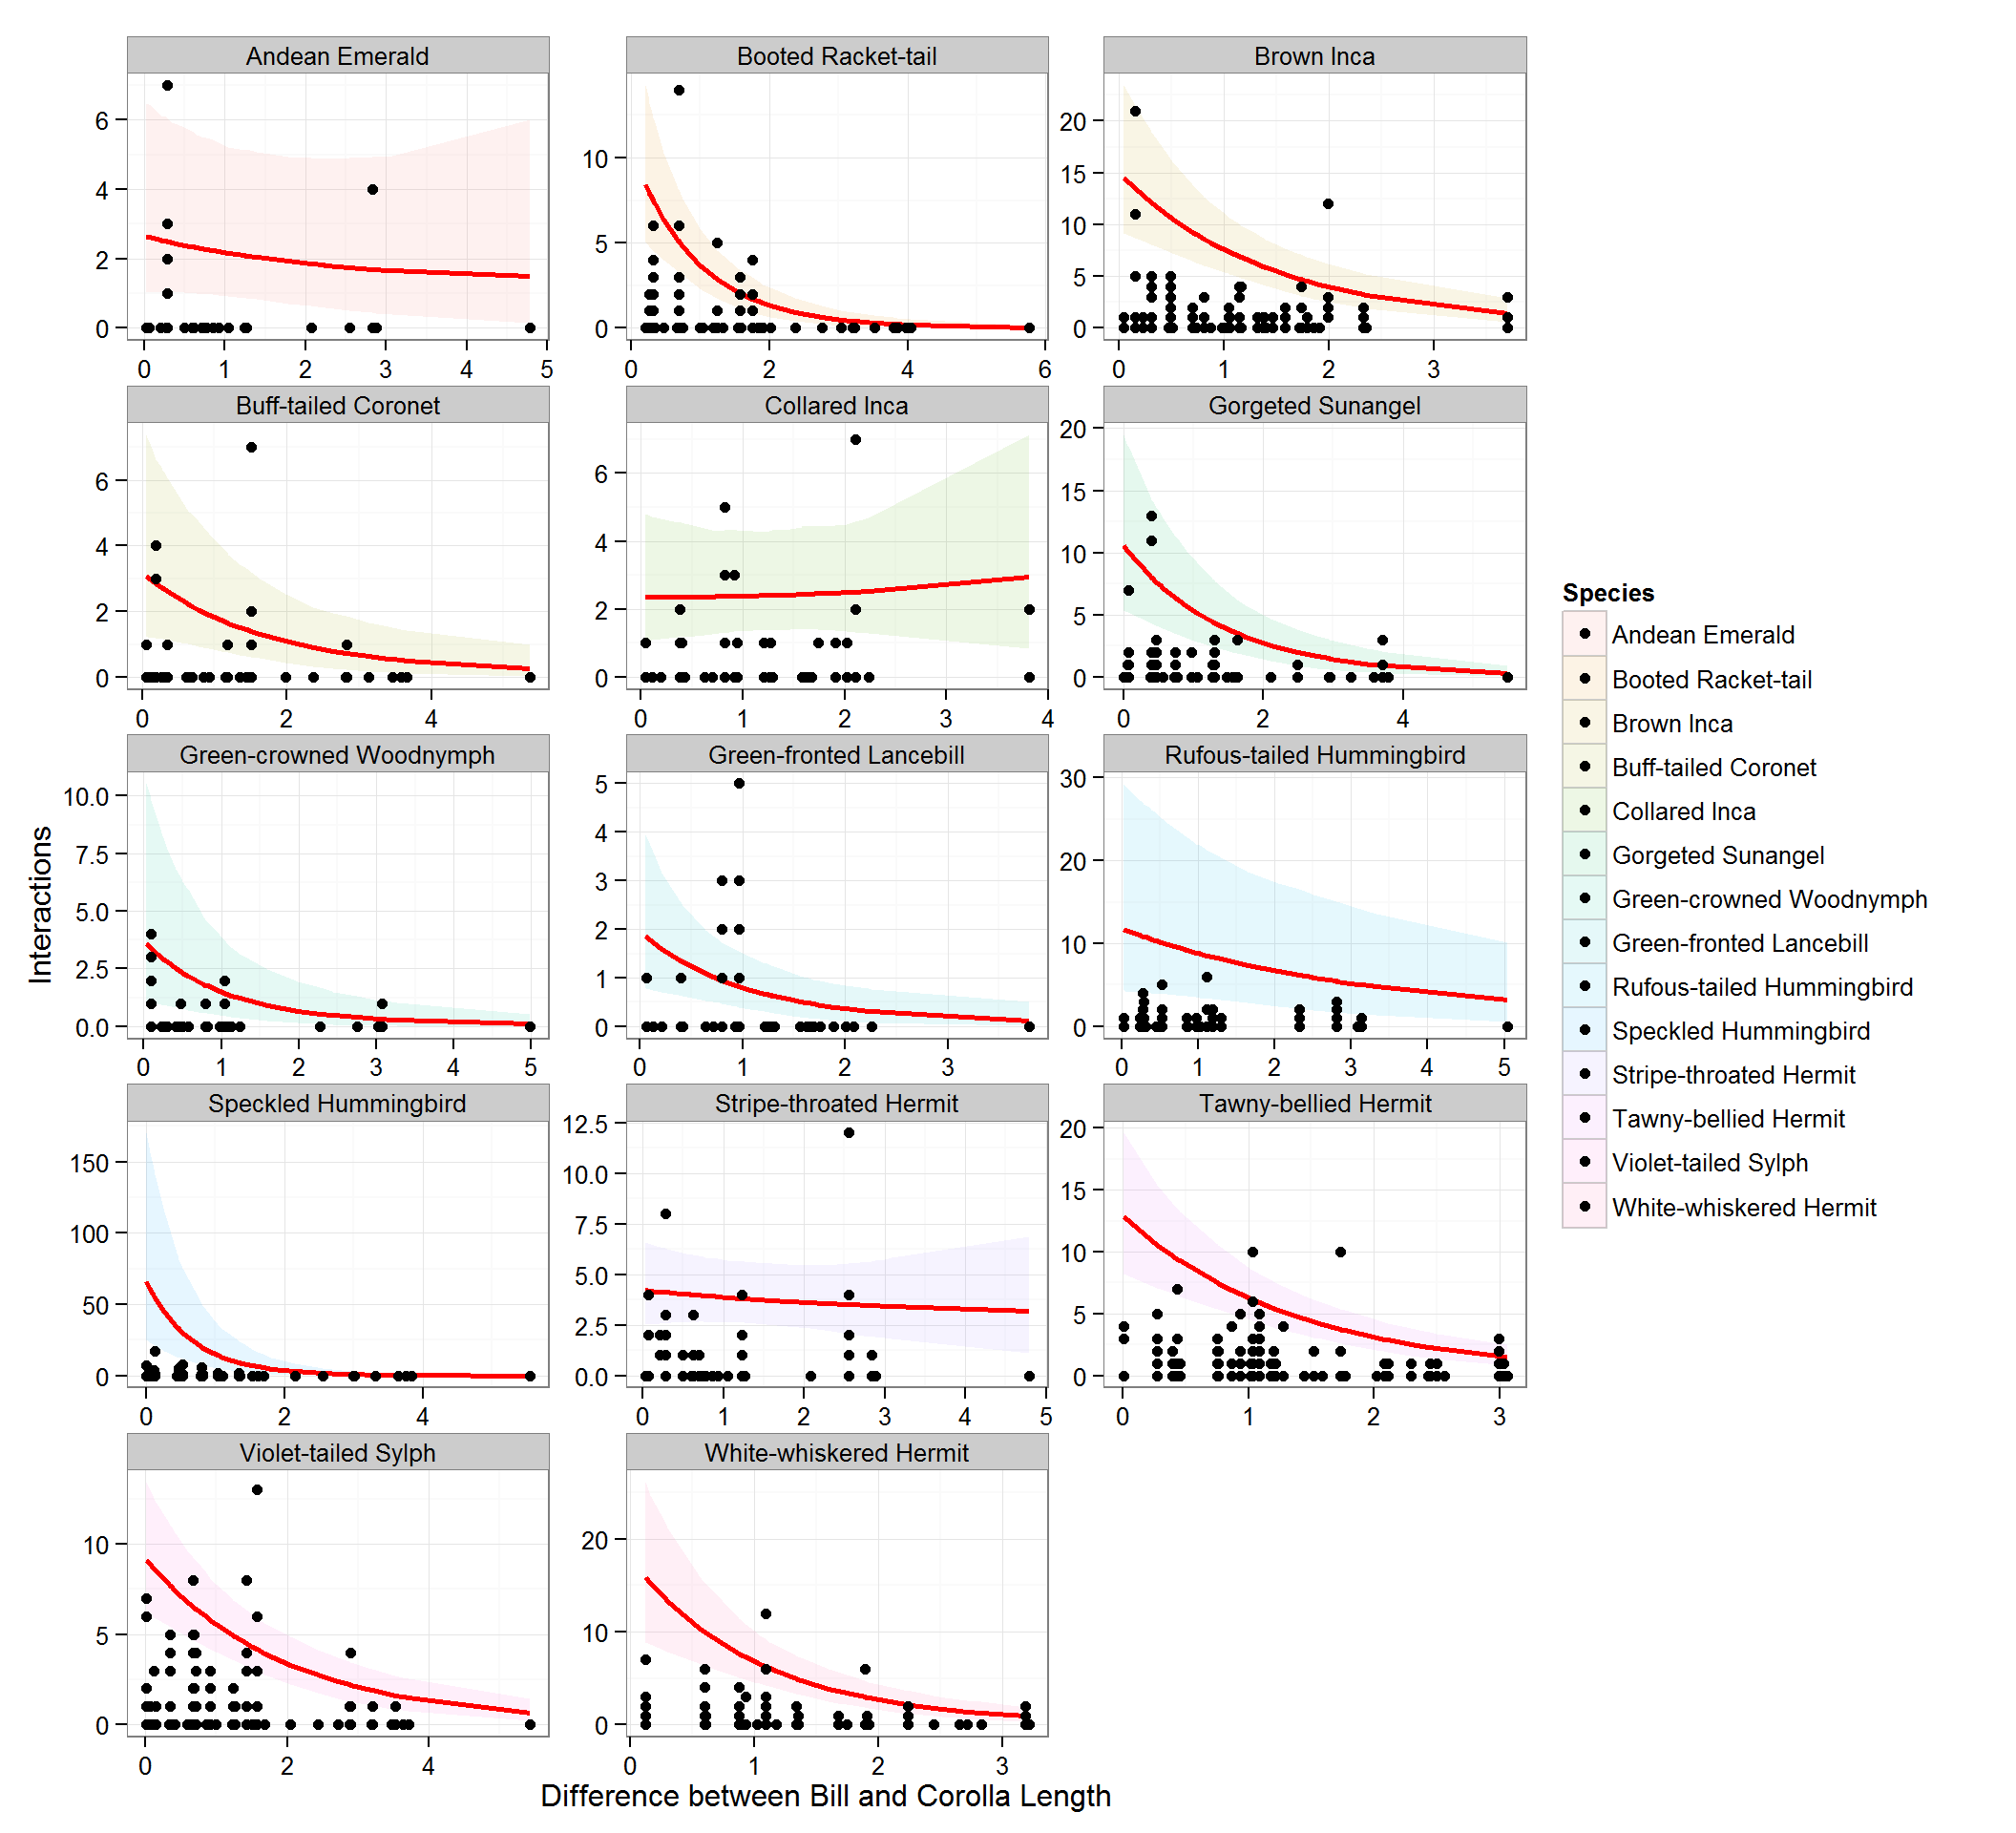 Andean Emerald
Booted Racket-tail
Brown Inca
6
4
2
0
10
5
0
20
15
10
5
0
0 1 2 3 4 5
0 2 4 6
0 1 2 3
Buff-tailed Coronet
Collared Inca
Gorgeted Sunangel
6
4
2
0
6
4
2
0
20
15
10
5
0
0 2 4
0 1 2 3 4
0 2 4
Green-crowned Woodnymph
Green-fronted Lancebill
Rufous-tailed Hummingbird
10.0
7.5
5.0
2.5
0.0
5
4
3
2
1
0
30
20
10
0
0 1 2 3 4 5
0 1 2 3
0 1 2 3 4 5
Speckled Hummingbird
Stripe-throated Hermit
Tawny-bellied Hermit
150
100
50
0
12.5
10.0
7.5
5.0
2.5
0.0
20
15
10
5
0
0 2 4
0 1 2 3 4 5
0 1 2 3
Violet-tailed Sylph
White-whiskered Hermit
10
5
0
20
10
0
0 2 4
0 1 2 3
Interactions
Difference between Bill and Corolla Length
Species
Andean Emerald
Booted Racket-tail
Brown Inca
Buff-tailed Coronet
Collared Inca
Gorgeted Sunangel
Green-crowned Woodnymph
Green-fronted Lancebill
Rufous-tailed Hummingbird
Speckled Hummingbird
Stripe-throated Hermit
Tawny-bellied Hermit
Violet-tailed Sylph
White-whiskered Hermit